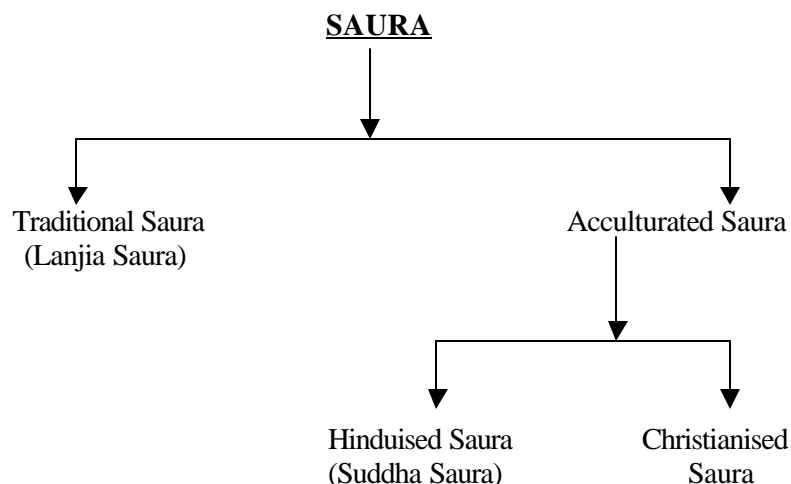 SAURA
Traditional Saura
(Lanjia Saura)
Acculturated Saura
Hinduised Saura
(Suddha Saura)
Christianised
Saura